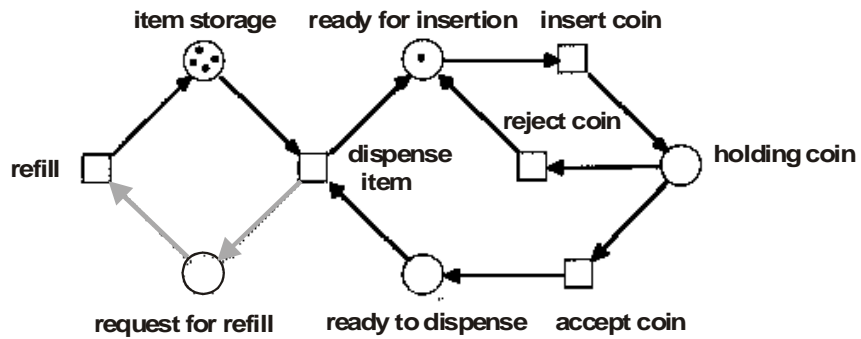 item storage
ready for insertion
insert coin
reject coin
refill
dispense
item
holding coin
request for refill
ready to dispense
accept coin